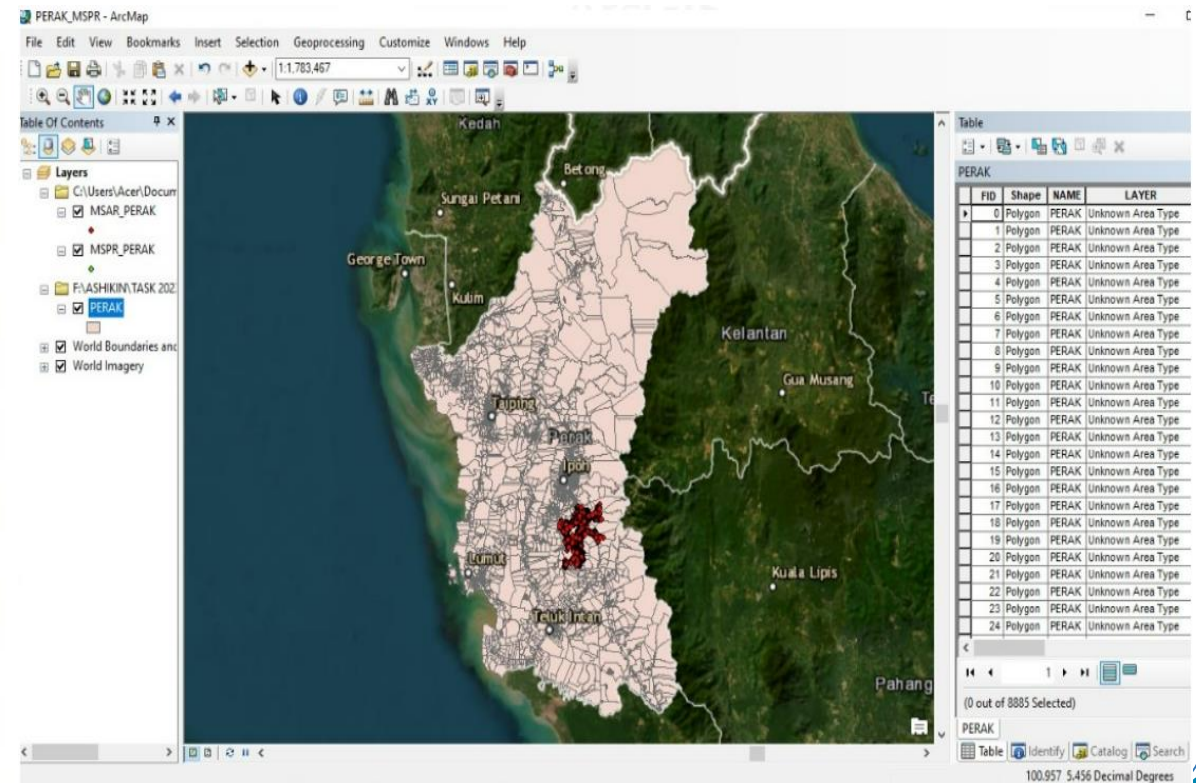 PERAK_MSPR - ArcMap
File Edit View Bookmarks Insert Selection Geoprocessing Customize Windows Help
1:1,783,467
Table Of Contents
Layers
C:\Users\Acer\Docum
MSAR_PERAK
MSPR_PERAK
F:\ASHIKIN\TASK 202
PERAK
World Boundaries and
World Imagery
Kedah
Betong
Sungai Petani
George Town
Kulim
Kelantan
Gua Musang
Te
Taiping
Perak
Ipoh
Lumut
Kuala Lipis
Teluk Intan
Pahang
Table
PERAK
FID Shape NAME LAYER
0 Polygon PERAK Unknown Area Type
1 Polygon PERAK Unknown Area Type
2 Polygon PERAK Unknown Area Type
3 Polygon PERAK Unknown Area Type
4 Polygon PERAK Unknown Area Type
5 Polygon PERAK Unknown Area Type
6 Polygon PERAK Unknown Area Type
7 Polygon PERAK Unknown Area Type
8 Polygon PERAK Unknown Area Type
9 Polygon PERAK Unknown Area Type
10 Polygon PERAK Unknown Area Type
11 Polygon PERAK Unknown Area Type
12 Polygon PERAK Unknown Area Type
13 Polygon PERAK Unknown Area Type
14 Polygon PERAK Unknown Area Type
15 Polygon PERAK Unknown Area Type
16 Polygon PERAK Unknown Area Type
17 Polygon PERAK Unknown Area Type
18 Polygon PERAK Unknown Area Type
19 Polygon PERAK Unknown Area Type
20 Polygon PERAK Unknown Area Type
21 Polygon PERAK Unknown Area Type
22 Polygon PERAK Unknown Area Type
23 Polygon PERAK Unknown Area Type
24 Polygon PERAK Unknown Area Type
1
(0 out of 8885 Selected)
PERAK
Table Identify Catalog Search
100.957 5.456 Decimal Degrees